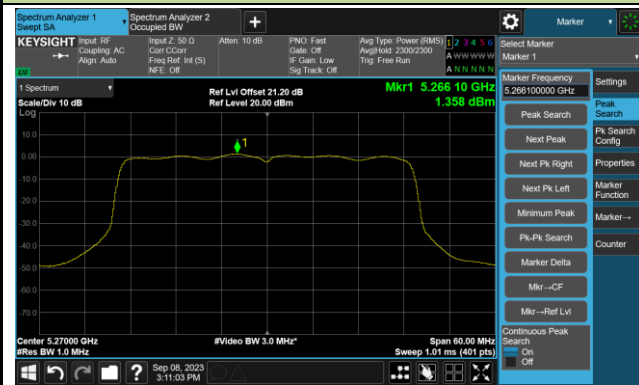 Spectrum Analyzer 1
Swept SA
Spectrum Analyzer 2
Occupied BW
Marker
KEYSIGHT
Input: RF
Coupling: AC
Align: Auto
Input Z: 50 Ω
Corr CCorr
Freq Ref: Int (S)
NFE: Off
Atten: 10 dB
PNO: Fast
Gate: Off
IF Gain: Low
Sig Track: Off
Avg Type: Power (RMS)
Avg|Hold: 2300/2300
Trig: Free Run
1 2 3 4 5 6
A W W W W W
A N N N N N
LXI
Select Marker
Marker 1
1 Spectrum
Scale/Div 10 dB
Log
Ref Lvl Offset 21.20 dB
Ref Level 20.00 dBm
Mkr1 5.266 10 GHz
1.358 dBm
Marker Frequency
5.266100000 GHz
Peak Search
Next Peak
Next Pk Right
Next Pk Left
Minimum Peak
Pk-Pk Search
Marker Delta
Mkr→CF
Mkr→Ref Lvl
Continuous Peak
Search
On
Off
Settings
Peak
Search
Pk Search
Config
Properties
Marker
Function
Marker→
Counter
10.0
0.00
-10.0
-20.0
-30.0
-40.0
-50.0
-60.0
-70.0
1
Center 5.27000 GHz
#Res BW 1.0 MHz
#Video BW 3.0 MHz*
Span 60.00 MHz
Sweep 1.01 ms (401 pts)
?
Sep 08, 2023
3:11:03 PM